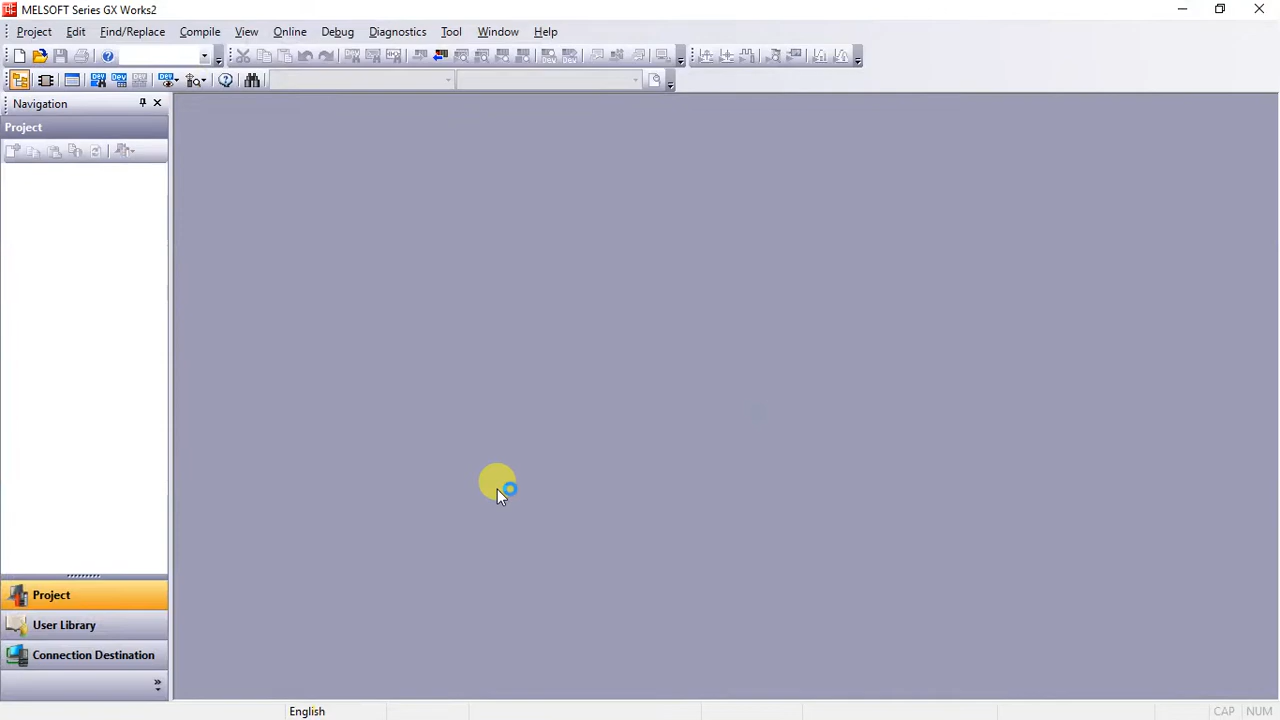 MELSOFT Series GX Works2
Project Edit Find/Replace Compile View Online Debug Diagnostics Tool Window Help
Navigation
Project
Project
User Library
Connection Destination
English
CAP NUM